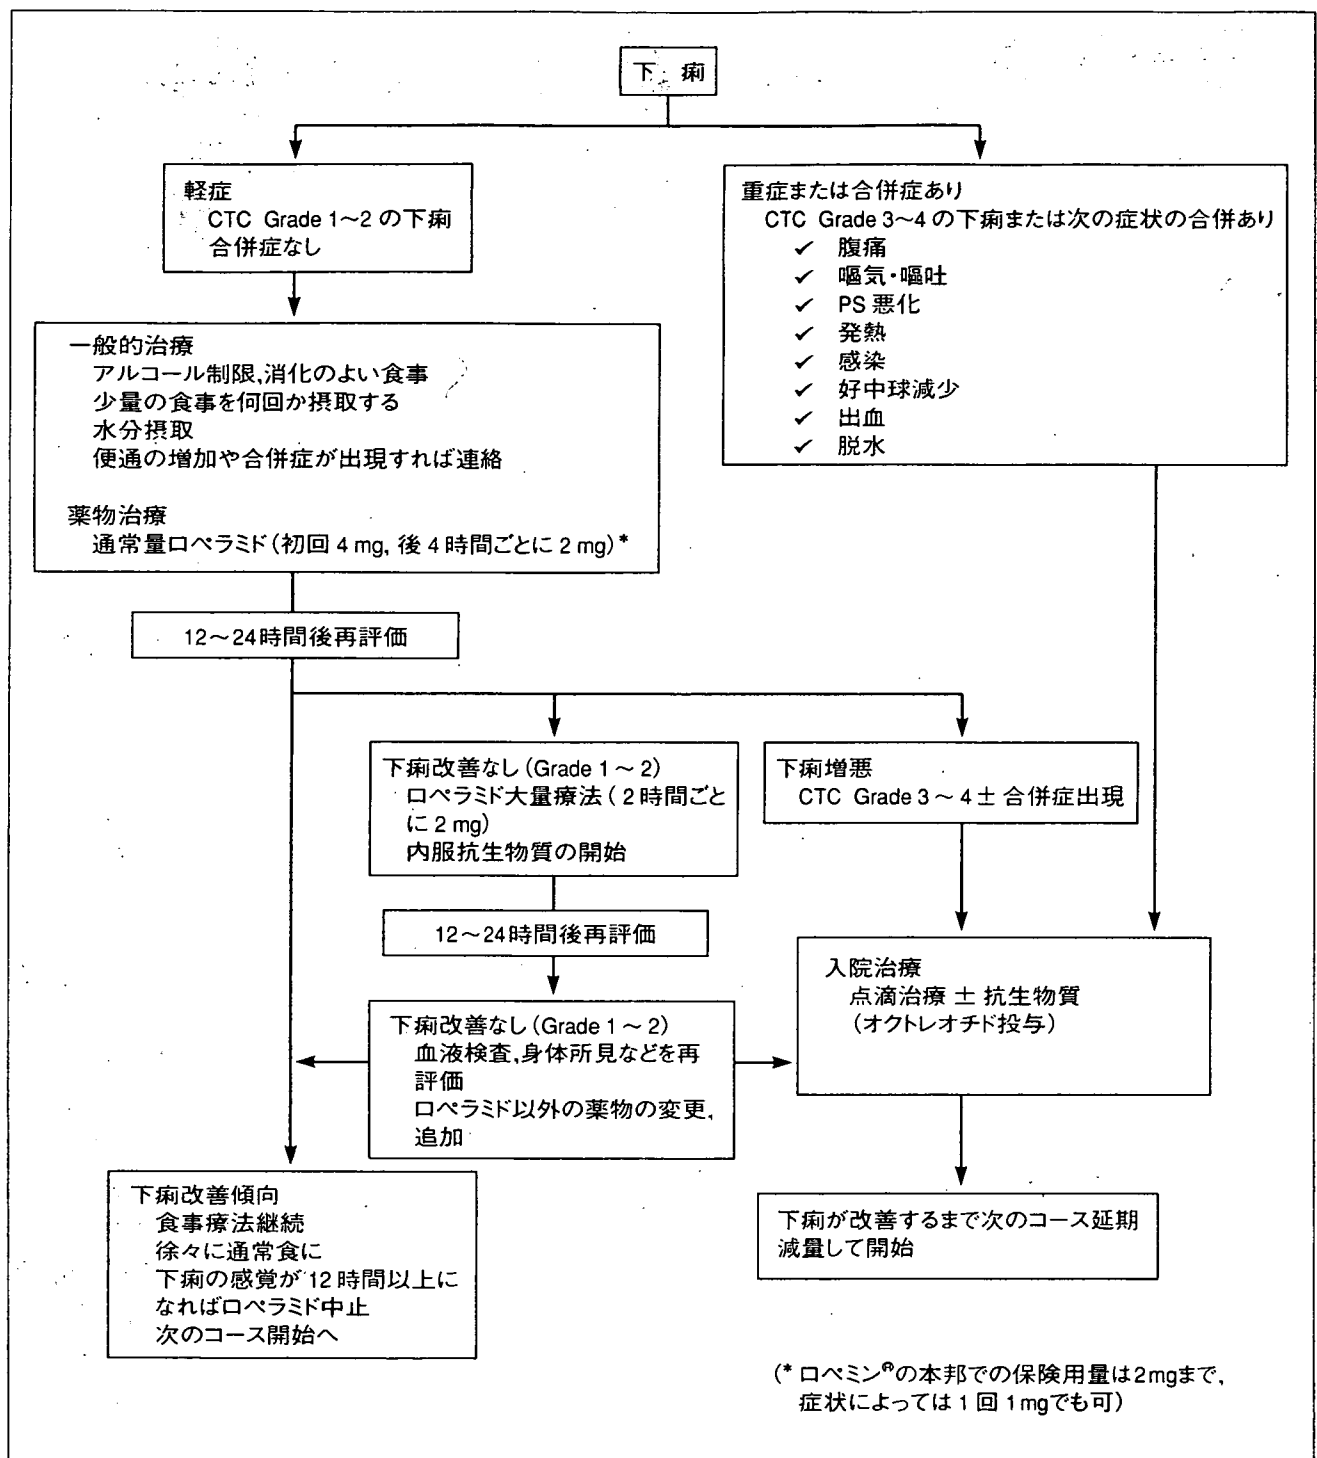 下痢
軽症
CTC Grade 1～2 の下痢
合併症なし
重症または合併症あり
CTC Grade 3～4 の下痢または次の症状の合併あり
✓ 腹痛
✓ 嘔気・嘔吐
✓ PS 悪化
✓ 発熱
✓ 感染
✓ 好中球減少
✓ 出血
✓ 脱水
一般的治療
アルコール制限,消化のよい食事
少量の食事を何回か摂取する
水分摂取
便通の増加や合併症が出現すれば連絡
薬物治療
通常量ロペラミド(初回 4 mg, 後 4 時間ごとに 2 mg)*
12～24時間後再評価
下痢改善なし(Grade 1 ～ 2)
ロペラミド大量療法( 2 時間ごと
に 2 mg)
内服抗生物質の開始
下痢増悪
CTC Grade 3 ～ 4 ± 合併症出現
12～24時間後再評価
入院治療
点滴治療 ± 抗生物質
(オクトレオチド投与)
下痢改善なし(Grade 1 ～ 2)
血液検査,身体所見などを再
評価
ロペラミド以外の薬物の変更,
追加
下痢改善傾向
食事療法継続
徐々に通常食に
下痢の感覚が 12 時間以上に
なればロペラミド中止
次のコース開始へ
下痢が改善するまで次のコース延期
減量して開始
(* ロペミン®の本邦での保険用量は2mgまで,
症状によっては 1 回 1mgでも可)